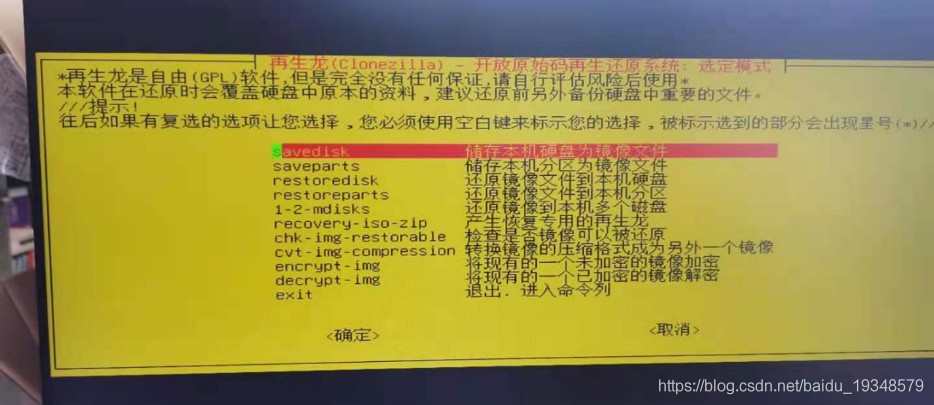 再生龙(Clonezilla) - 开放原始码再生还原系统: 选定模式
*再生龙是自由(GPL)软件,但是完全没有任何保证,请自行评估风险后使用*
本软件在还原时会覆盖硬盘中原本的资料,建议还原前另外备份硬盘中重要的文件。
///提示!
往后如果有复选的选项让您选择,您必须使用空白键来标示您的选择,被标示选到的部分会出现星号(*)//
savedisk 储存本机硬盘为镜像文件
saveparts 储存本机分区为镜像文件
restoredisk 还原镜像文件到本机硬盘
restoreparts 还原镜像文件到本机分区
1-2-mdisks 还原镜像到本机多个磁盘
recovery-iso-zip 产生恢复专用的再生龙
chk-img-restorable 检查是否镜像可以被还原
cvt-img-compression 转换镜像的压缩格式成为另外一个镜像
encrypt-img 将现有的一个未加密的镜像加密
decrypt-img 将现有的一个已加密的镜像解密
exit 退出. 进入命令列
<确定> <取消>
https://blog.csdn.net/baidu_19348579